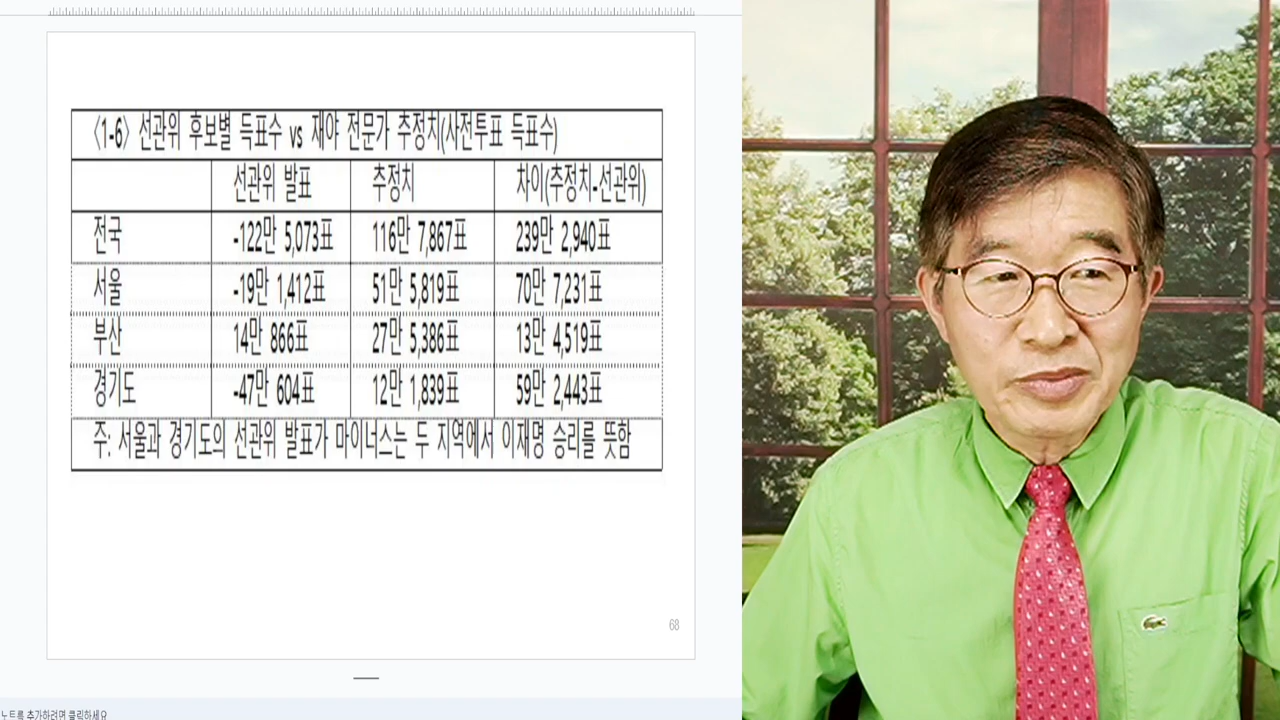 <1-6> 선관위 후보별 득표수 vs 재야 전문가 추정치(사전투표 득표수)
선관위 발표 추정치 차이(추정치-선관위)
전국 -122만 5,073표 116만 7,867표 239만 2,940표
서울 -19만 1,412표 51만 5,819표 70만 7,231표
부산 14만 866표 27만 5,386표 13만 4,519표
경기도 -47만 604표 12만 1,839표 59만 2,443표
주: 서울과 경기도의 선관위 발표가 마이너스는 두 지역에서 이재명 승리를 뜻함
68
노트를 추가하려면 클릭하세요